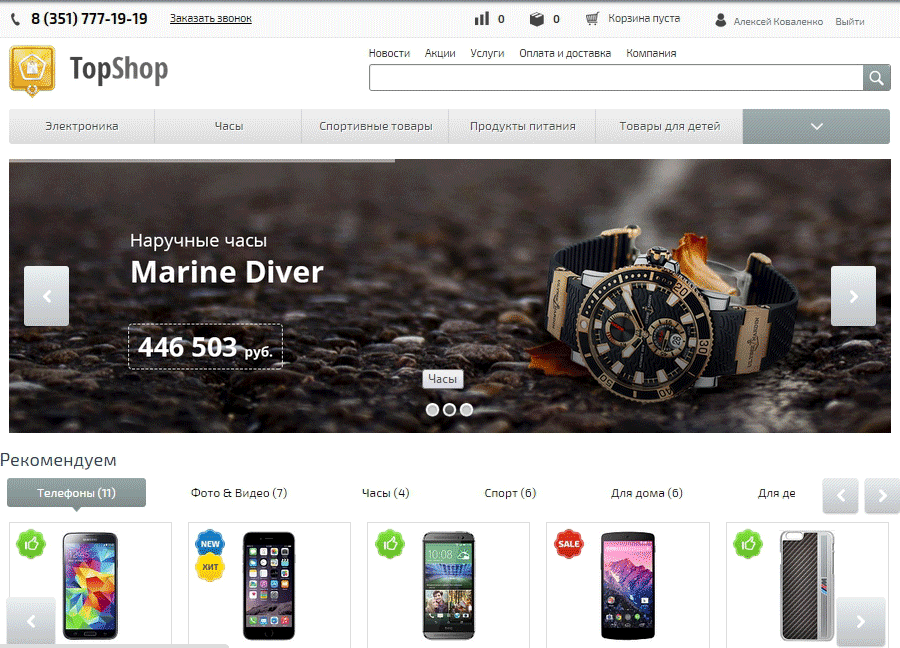 8 (351) 777-19-19 Заказать звонок 0 0 Корзина пуста Алексей Коваленко Выйти
TopShop
Новости Акции Услуги Оплата и доставка Компания
Электроника Часы Спортивные товары Продукты питания Товары для детей
Наручные часы
Marine Diver
446 503 руб.
Часы
Рекомендуем
Телефоны (11) Фото & Видео (7) Часы (4) Спорт (6) Для дома (6) Для де
NEW
ХИТ
10:08
SALE